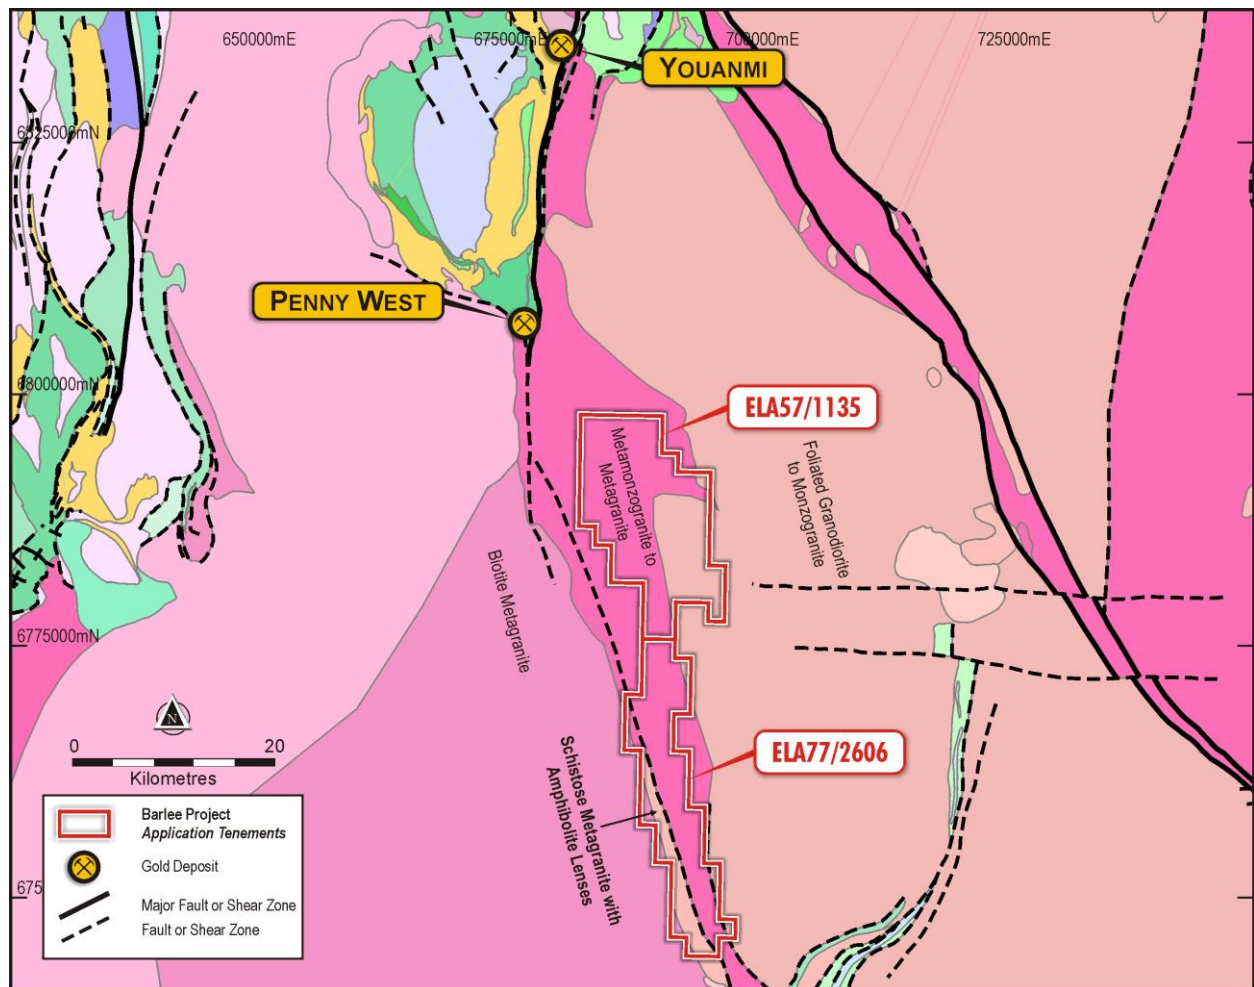 650000mE
675000mE
700000mE
725000mE
YOUANMI
6825000mN
PENNY WEST
6800000mN
ELA57/1135
Metamonzogranite to
Metagranite
Foliated Granodiorite
to Monzogranite
Biotite Metagranite
6775000mN
N
0 20
Kilometres
ELA77/2606
Schistose Metagranite with
Amphibolite Lenses
Barlee Project
Application Tenements
Gold Deposit
675
Major Fault or Shear Zone
Fault or Shear Zone